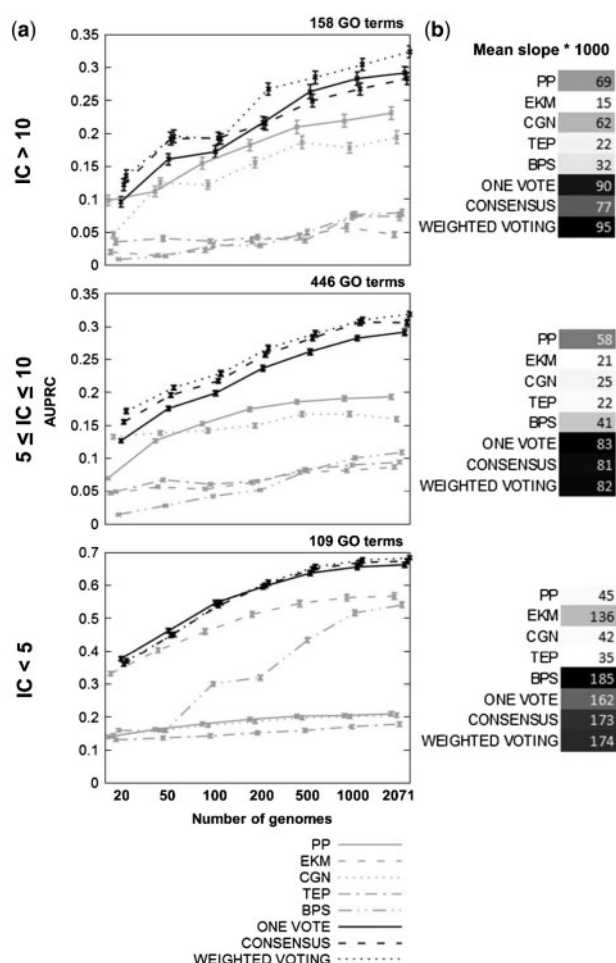 (a)
158 GO terms
IC > 10
0.35
0.3
0.25
0.2
0.15
0.1
0.05
0
446 GO terms
5 ≤ IC ≤ 10
AUPRC
0.35
0.3
0.25
0.2
0.15
0.1
0.05
0
109 GO terms
IC < 5
0.7
0.6
0.5
0.4
0.3
0.2
0.1
0
20 50 100 200 500 1000 2071
Number of genomes
PP
EKM
CGN
TEP
BPS
ONE VOTE
CONSENSUS
WEIGHTED VOTING
(b)
Mean slope * 1000
PP 69
EKM 15
CGN 62
TEP 22
BPS 32
ONE VOTE 90
CONSENSUS 77
WEIGHTED VOTING 95
PP 58
EKM 21
CGN 25
TEP 22
BPS 41
ONE VOTE 83
CONSENSUS 81
WEIGHTED VOTING 82
PP 45
EKM 136
CGN 42
TEP 35
BPS 185
ONE VOTE 162
CONSENSUS 173
WEIGHTED VOTING 174